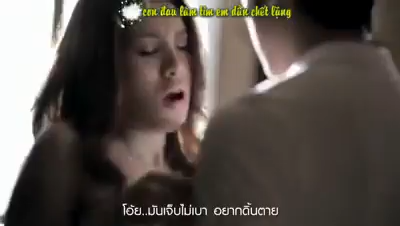 con đau làm tim em dần chết lặng
โอ้ย..มันเจ็บไม่เบา อยากดิ้นตาย